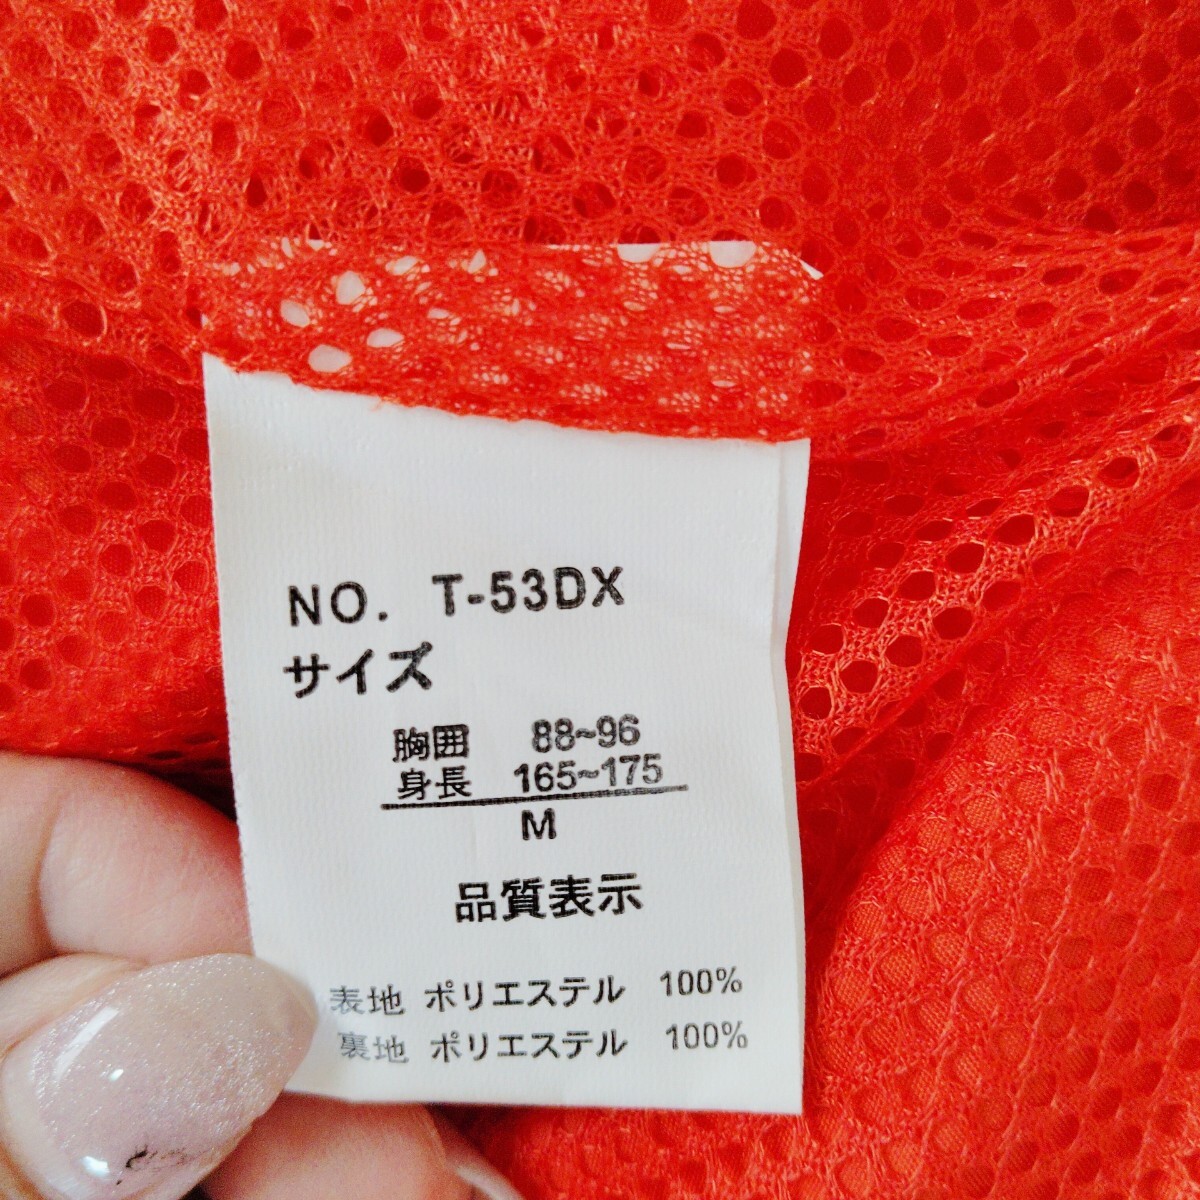 NO. T-53DX
サイズ
胸囲 88~96
身長 165~175
M
品質表示
表地 ポリエステル 100%
裏地 ポリエステル 100%